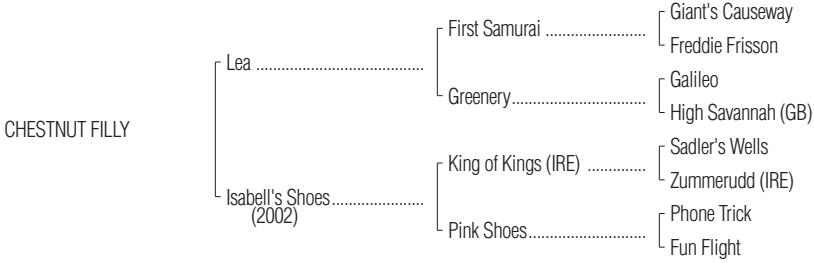 Giant's Causeway
First Samurai ........................
Freddie Frisson
Lea ........................................
Galileo
Greenery................................
High Savannah (GB)
CHESTNUT FILLY
Sadler's Wells
King of Kings (IRE) ..............
Zummerudd (IRE)
Isabell's Shoes......................
(2002)
Phone Trick
Pink Shoes............................
Fun Flight